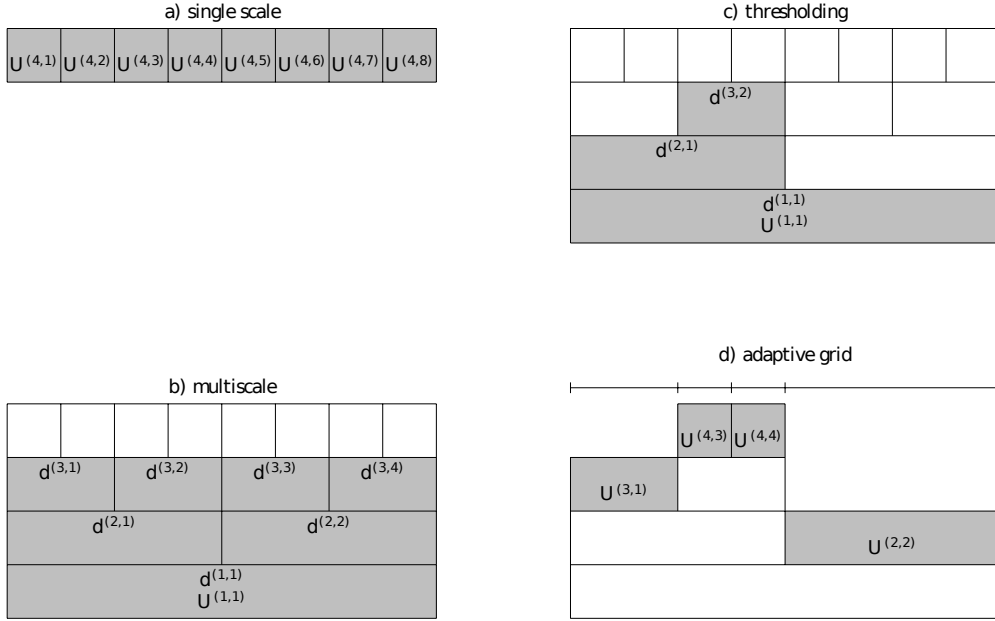 a) single scale
U^(4,1) U^(4,2) U^(4,3) U^(4,4) U^(4,5) U^(4,6) U^(4,7) U^(4,8)
c) thresholding
d^(3,2)
d^(2,1)
d^(1,1)
U^(1,1)
b) multiscale
d^(3,1) d^(3,2) d^(3,3) d^(3,4)
d^(2,1) d^(2,2)
d^(1,1)
U^(1,1)
d) adaptive grid
U^(4,3) U^(4,4)
U^(3,1)
U^(2,2)